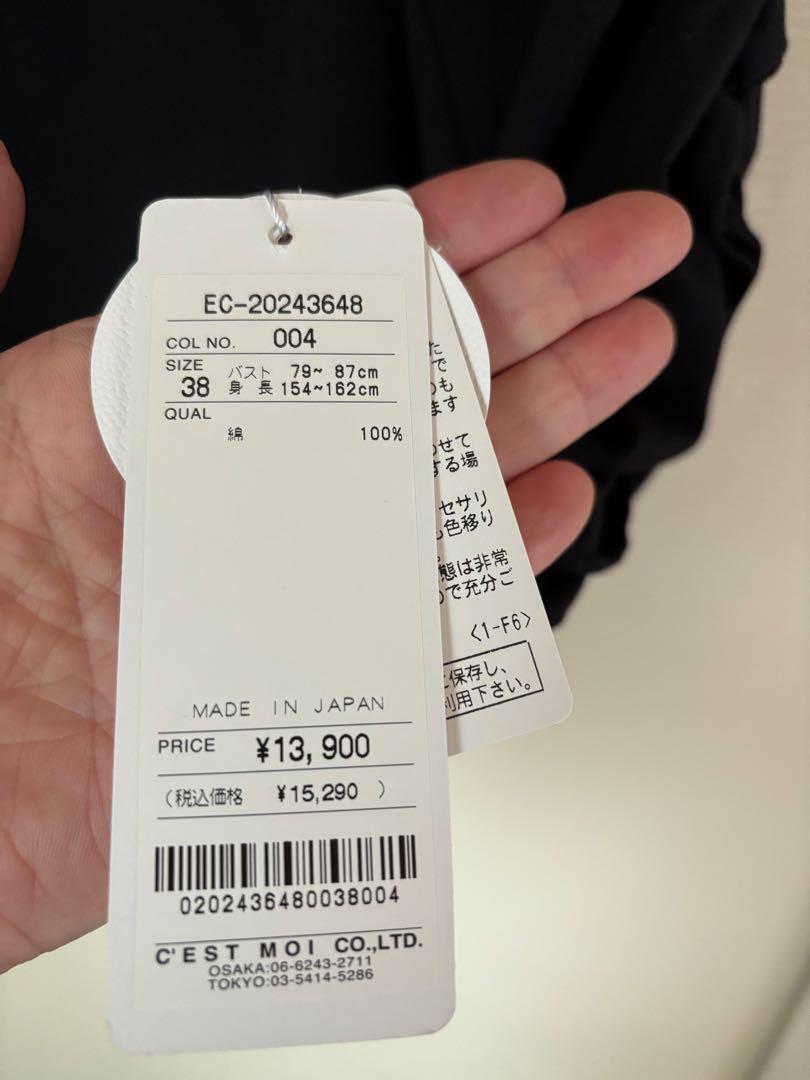 EC-20243648
COL NO. 004
SIZE
38 バスト 79~ 87cm
身 長 154~162cm
QUAL
綿 100%
MADE IN JAPAN
PRICE ¥13,900
(税込価格 ¥15,290 )
0202436480038004
C'EST MOI CO.,LTD.
OSAKA:06-6243-2711
TOKYO:03-5414-5286
た
で
も
ます
せて
する場
セサリ
色移り
態は非常
で充分ご
<1-F6>
保存し、
利用下さい。